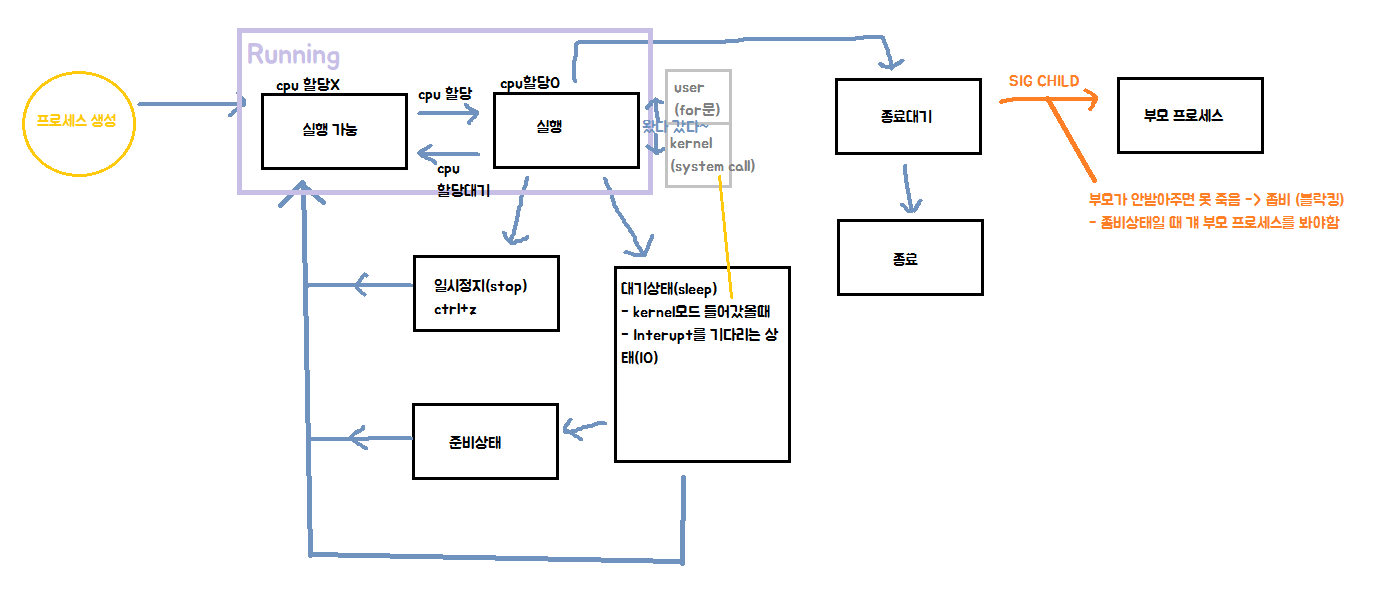 Running
프로세스 생성
cpu 할당X
실행 가능
cpu 할당
cpu
할당대기
cpu할당O
실행
user
(for문)
왔다갔다~
kernel
(system call)
일시정지(stop)
ctrl+z
대기상태(sleep)
- kernel모드 들어갔을때
- Interupt를 기다리는 상
태(IO)
준비상태
종료대기
종료
SIG CHILD
부모 프로세스
부모가 안받아주면 못 죽음 -> 좀비 (블락킹)
- 좀비상태일 때 걔 부모 프로세스를 봐야함